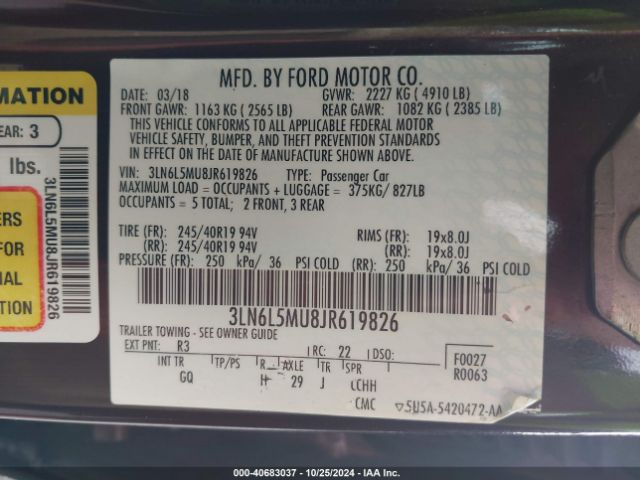 MFD. BY FORD MOTOR CO.
DATE: 03/18 GVWR: 2227 KG ( 4910 LB)
FRONT GAWR: 1163 KG ( 2565 LB) REAR GAWR: 1082 KG ( 2385 LB)
THIS VEHICLE CONFORMS TO ALL APPLICABLE FEDERAL MOTOR
VEHICLE SAFETY, BUMPER, AND THEFT PREVENTION STANDARDS
IN EFFECT ON THE DATE OF MANUFACTURE SHOWN ABOVE.
VIN: 3LN6L5MU8JR619826 TYPE: Passenger Car
MAXIMUM LOAD = OCCUPANTS + LUGGAGE = 375KG/ 827LB
OCCUPANTS = 5 TOTAL; 2 FRONT, 3 REAR
TIRE (FR): 245/40R19 94V RIMS (FR): 19x8.0J
(RR): 245/40R19 94V (RR): 19x8.0J
PRESSURE (FR): 250 kPa/ 36 PSI COLD (RR): 250 kPa/ 36 PSI COLD
3LN6L5MU8JR619826
TRAILER TOWING - SEE OWNER GUIDE
EXT PNT: R3 RC: 22 DSO: F0027
INT TR TP/PS R AXLE TR SPR R0063
GQ H 29 J CCHH
CMC 5U5A-5420472-AA
MATION
EAR: 3
lbs.
ERS
FOR
IAL
TION
3LN6L5MU8JR619826
000-40683037 - 10/25/2024 - IAA Inc.